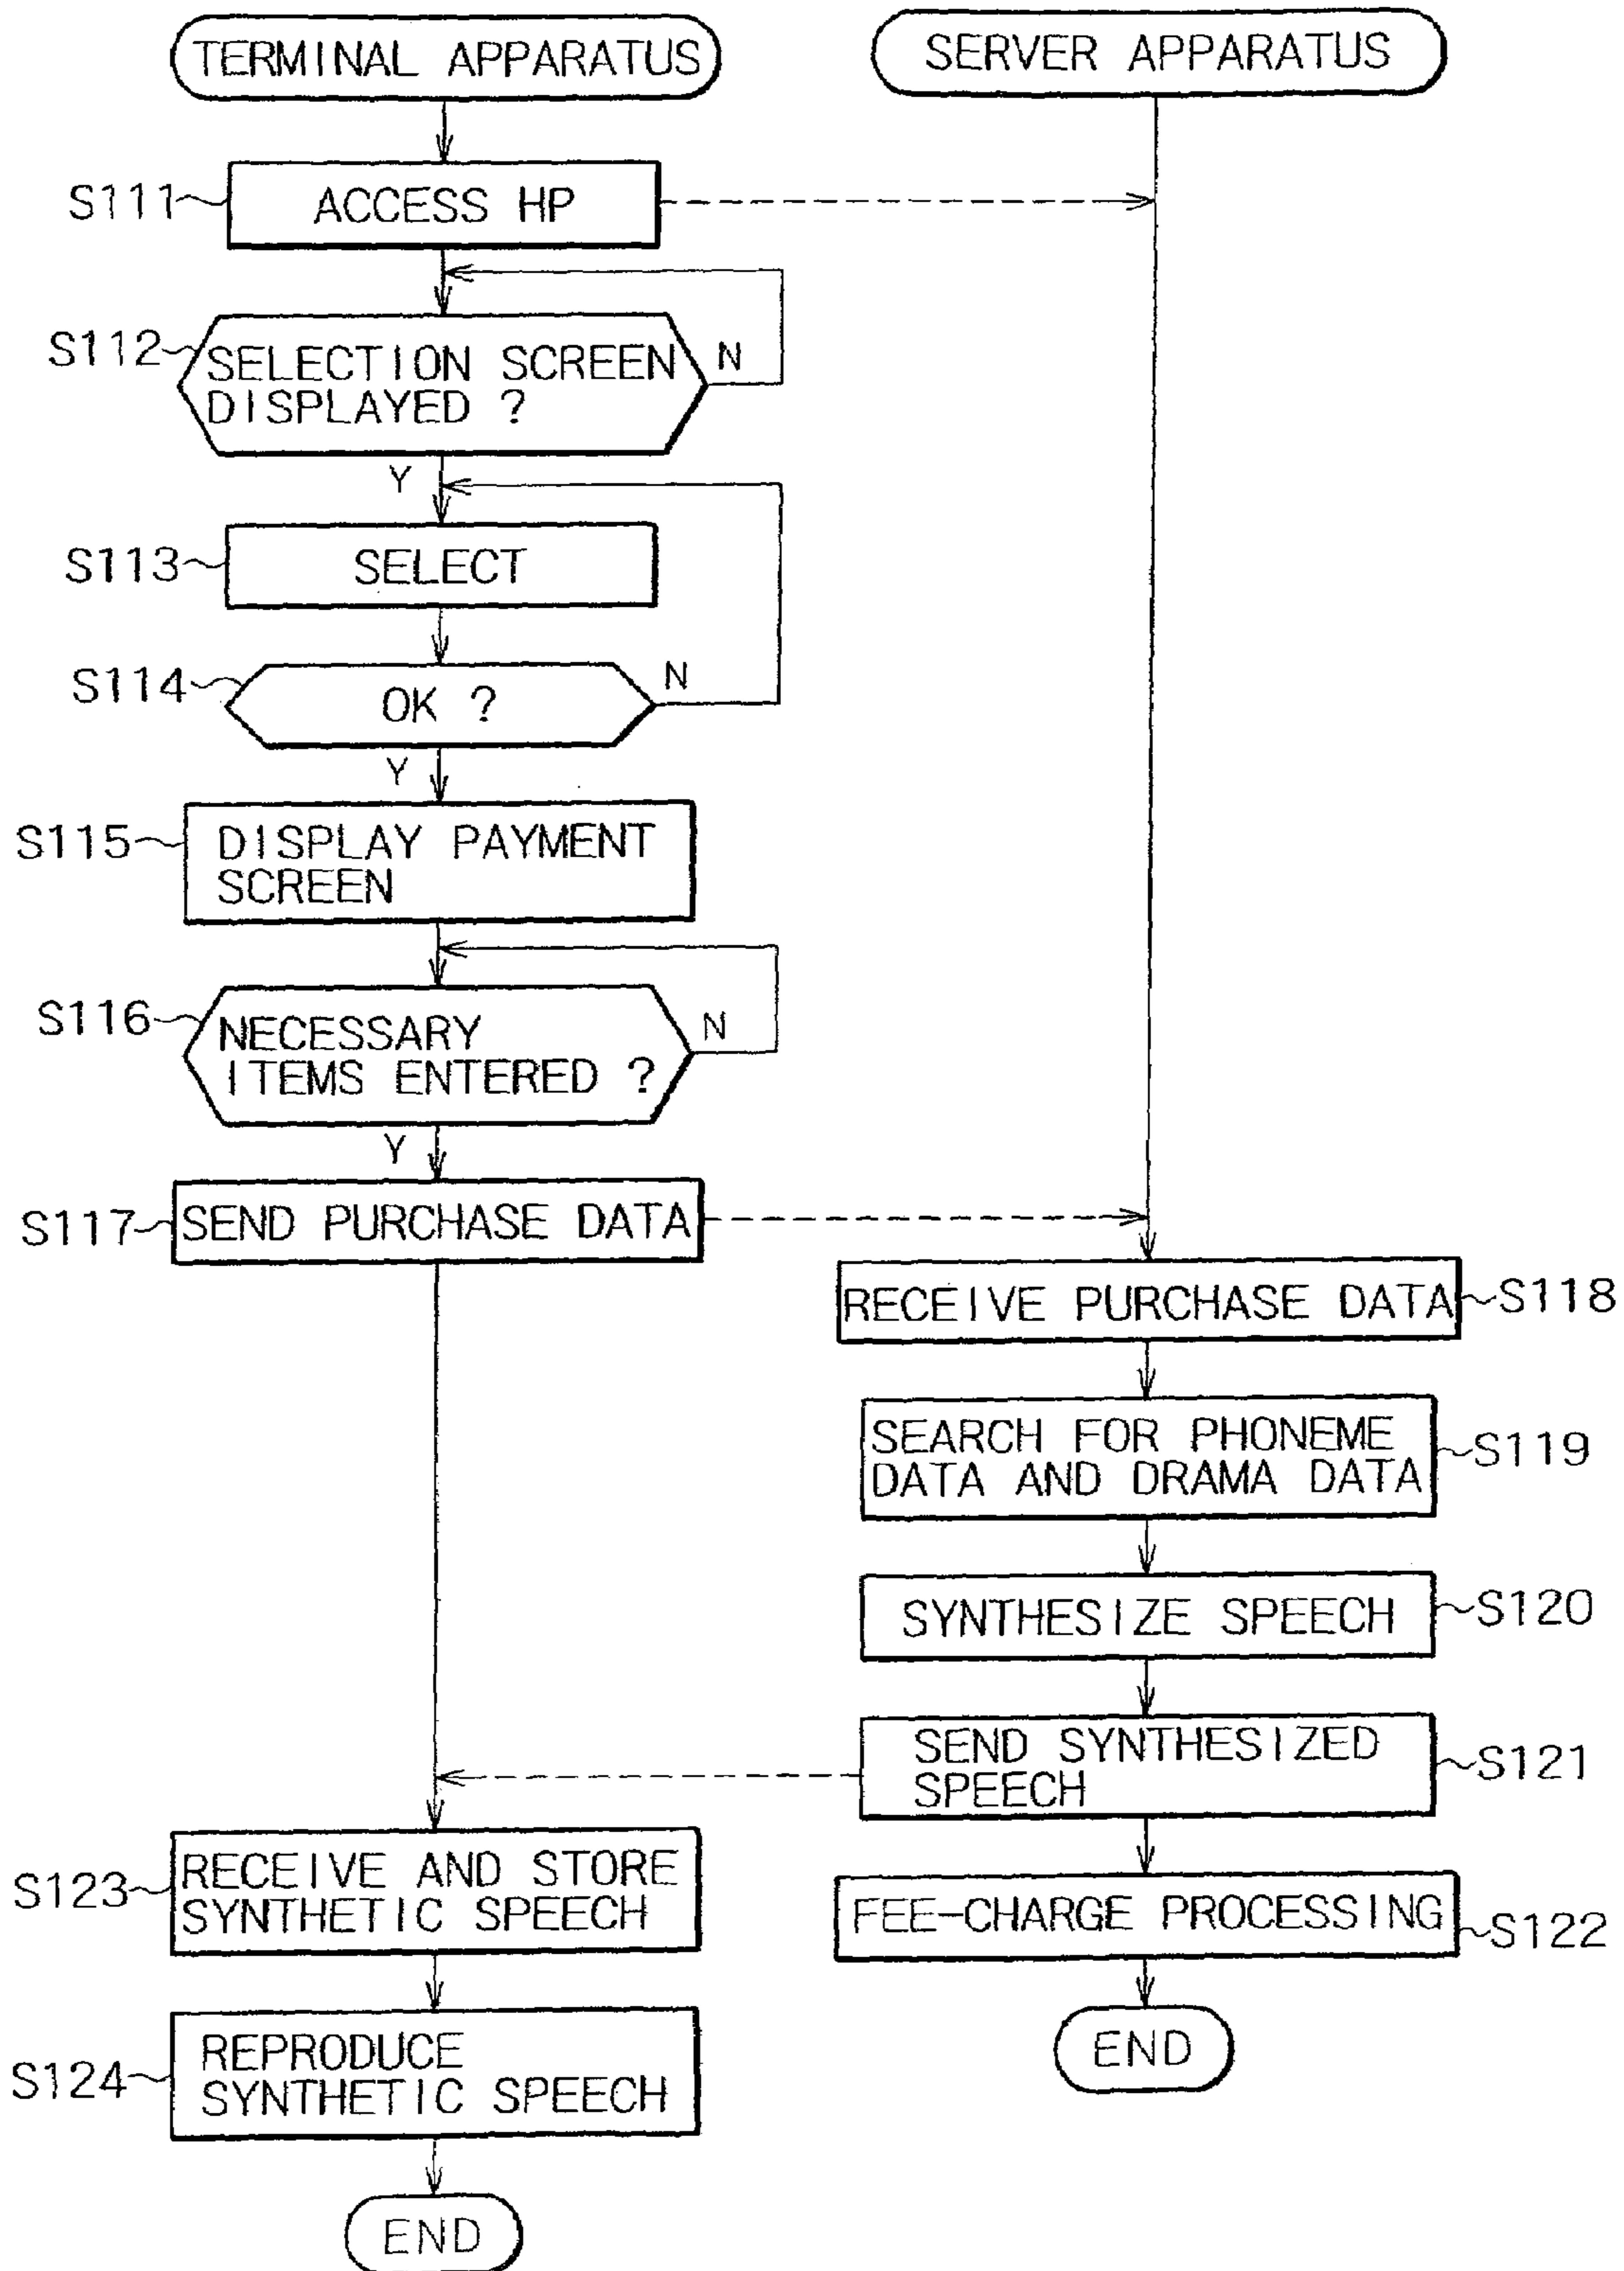 TERMINAL APPARATUS
SERVER APPARATUS
S111
ACCESS HP
S112
SELECTION SCREEN
DISPLAYED ?
N
Y
S113
SELECT
S114
OK ?
N
Y
S115
DISPLAY PAYMENT
SCREEN
S116
NECESSARY
ITEMS ENTERED ?
N
Y
S117
SEND PURCHASE DATA
RECEIVE PURCHASE DATA
S118
SEARCH FOR PHONEME
DATA AND DRAMA DATA
S119
SYNTHESIZE SPEECH
S120
SEND SYNTHESIZED
SPEECH
S121
S123
RECEIVE AND STORE
SYNTHETIC SPEECH
FEE-CHARGE PROCESSING
S122
S124
REPRODUCE
SYNTHETIC SPEECH
END
END